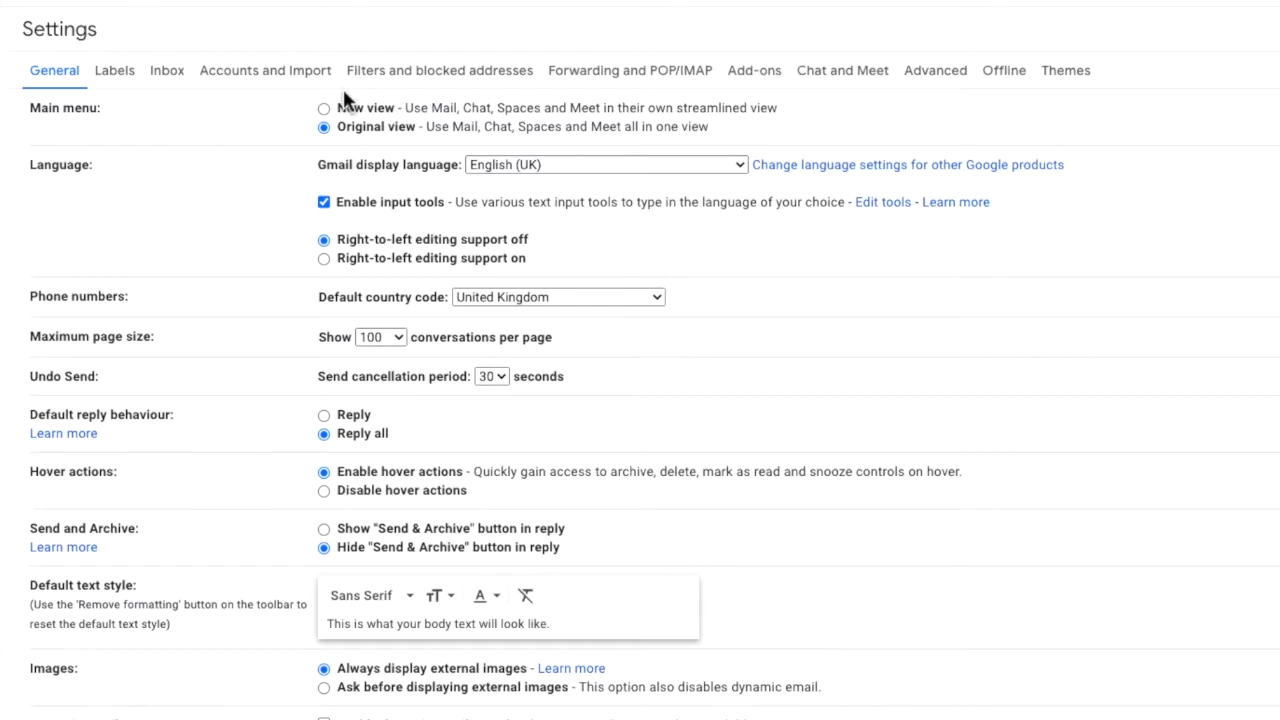 Settings
General Labels Inbox Accounts and Import Filters and blocked addresses Forwarding and POP/IMAP Add-ons Chat and Meet Advanced Offline Themes
Main menu: New view - Use Mail, Chat, Spaces and Meet in their own streamlined view
Original view - Use Mail, Chat, Spaces and Meet all in one view
Language: Gmail display language: English (UK) Change language settings for other Google products
Enable input tools - Use various text input tools to type in the language of your choice - Edit tools - Learn more
Right-to-left editing support off
Right-to-left editing support on
Phone numbers: Default country code: United Kingdom
Maximum page size: Show 100 conversations per page
Undo Send: Send cancellation period: 30 seconds
Default reply behaviour: Reply
Learn more Reply all
Hover actions: Enable hover actions - Quickly gain access to archive, delete, mark as read and snooze controls on hover.
Disable hover actions
Send and Archive: Show "Send & Archive" button in reply
Learn more Hide "Send & Archive" button in reply
Default text style:
(Use the 'Remove formatting' button on the toolbar to
reset the default text style)
Sans Serif
This is what your body text will look like.
Images: Always display external images - Learn more
Ask before displaying external images - This option also disables dynamic email.